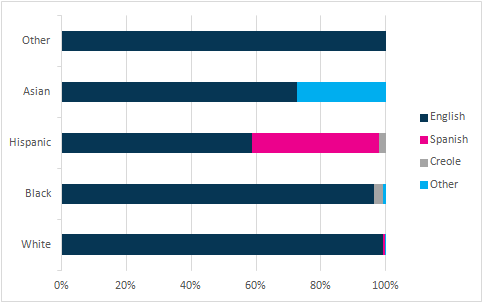 Other
Asian
Hispanic
Black
White
0% 20% 40% 60% 80% 100%
English
Spanish
Creole
Other